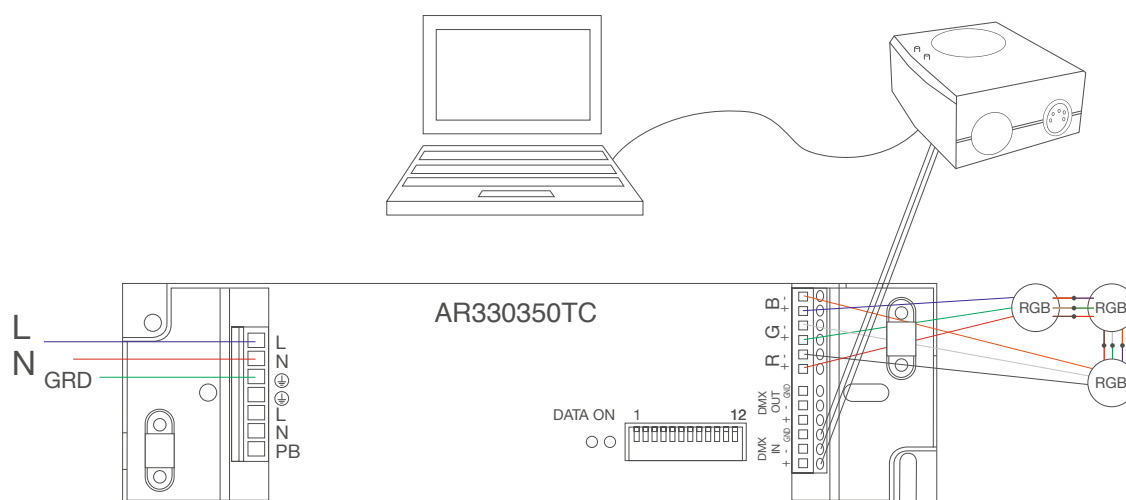 AR330350TC
L
N
GRD
L
N
⏚
⏚
L
N
PB
DATA ON
1
12
B
-
+
G
-
+
R
-
+
DMX OUT
GND
-
+
DMX IN
GND
-
+
RGB
RGB
RGB